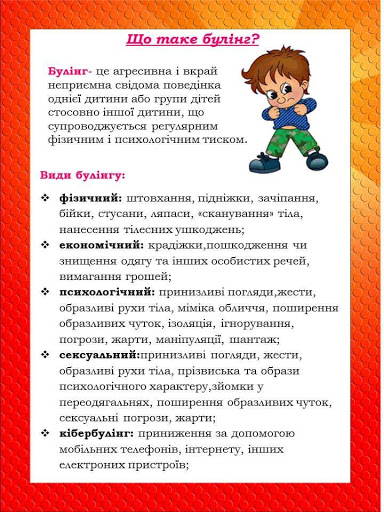 Що таке булінг?
Булінг- це агресивна і вкрай
неприємна свідома поведінка
однієї дитини або групи дітей
стосовно іншої дитини, що
супроводжується регулярним
фізичним і психологічним тиском.
Види булінгу:
❖ фізичний: штовхання, підніжки, зачіпання,
бійки, стусани, ляпаси, «сканування» тіла,
нанесення тілесних ушкоджень;
❖ економічний: крадіжки,пошкодження чи
знищення одягу та інших особистих речей,
вимагання грошей;
❖ психологічний: принизливі погляди,жести,
образливі рухи тіла, міміка обличчя, поширення
образливих чуток, ізоляція, ігнорування,
погрози, жарти, маніпуляції, шантаж;
❖ сексуальний:принизливі погляди, жести,
образливі рухи тіла, прізвиська та образи
психологічного характеру,зйомки у
переодягальнях, поширення образливих чуток,
сексуальні погрози, жарти;
❖ кібербулінг: приниження за допомогою
мобільних телефонів, інтернету, інших
електроних пристроїв;